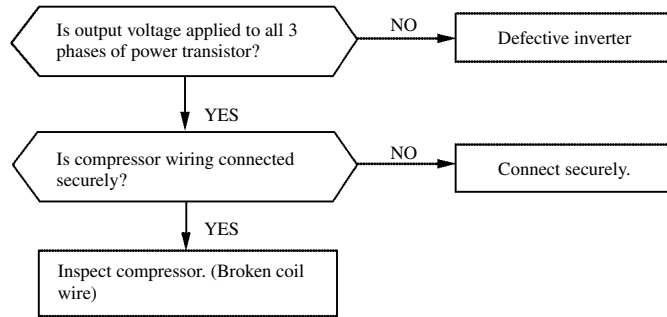 Is output voltage applied to all 3
phases of power transistor?
NO
Defective inverter
YES
Is compressor wiring connected
securely?
NO
Connect securely.
YES
Inspect compressor. (Broken coil
wire)